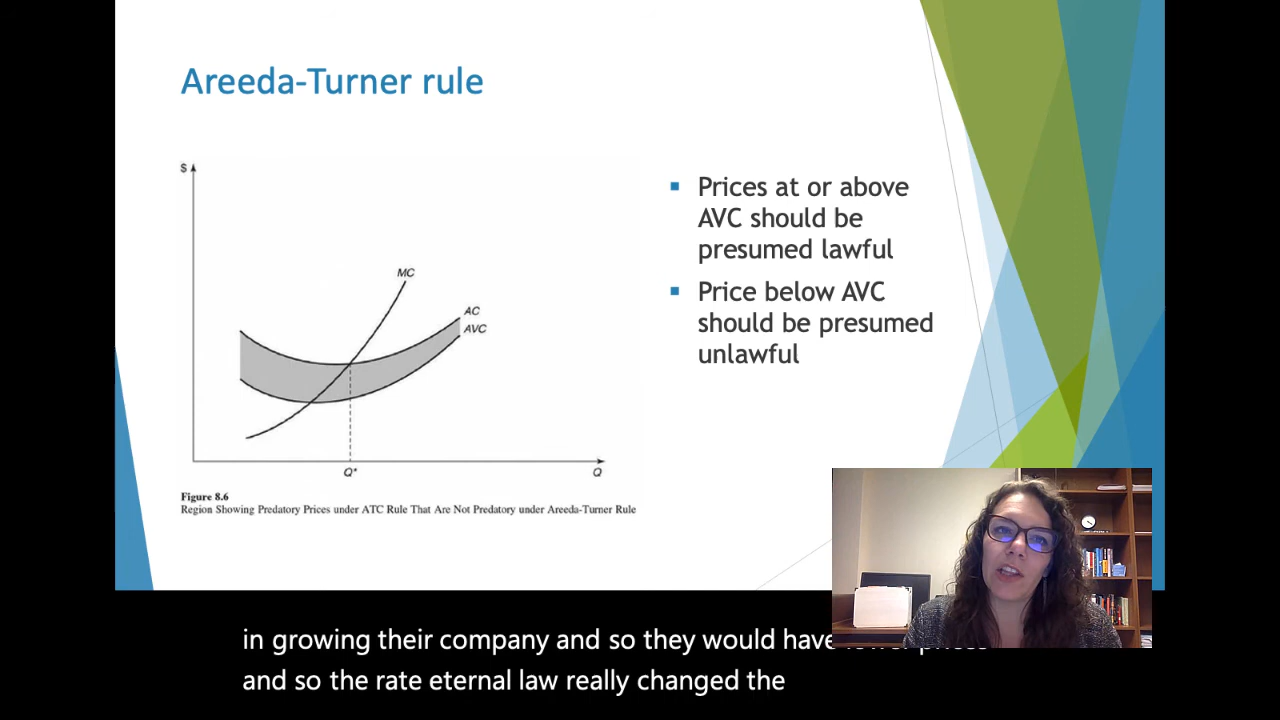 Areeda-Turner rule
$
MC
AC
AVC
Q*
Q
Figure 8.6
Region Showing Predatory Prices under ATC Rule That Are Not Predatory under Areeda-Turner Rule
Prices at or above
AVC should be
presumed lawful
Price below AVC
should be presumed
unlawful
in growing their company and so they would have lower prices
and so the rate eternal law really changed the